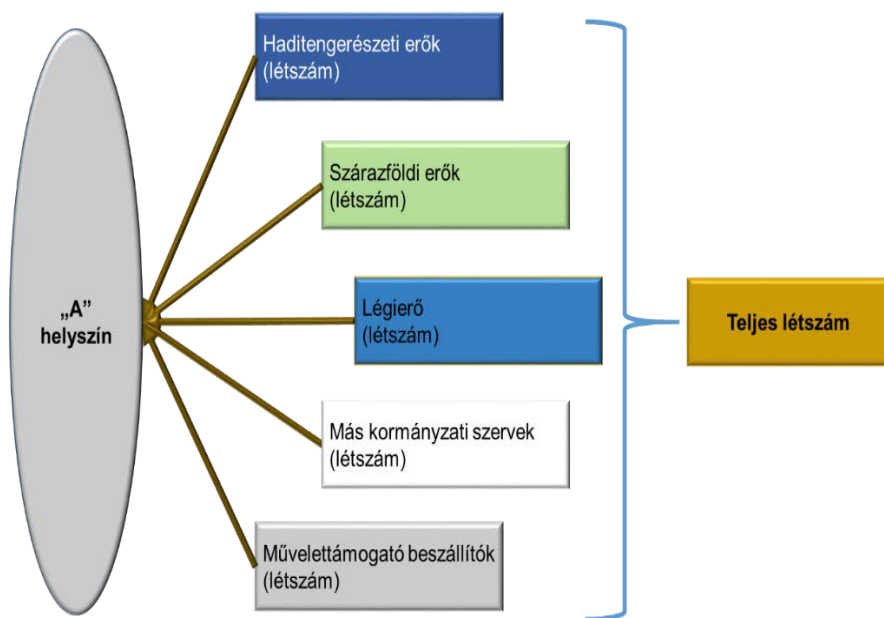 Haditengerészeti erők
(létszám)
Szárazföldi erők
(létszám)
„A”
helyszín
Légierő
(létszám)
Teljes létszám
Más kormányzati szervek
(létszám)
Művelettámogató beszállítók
(létszám)